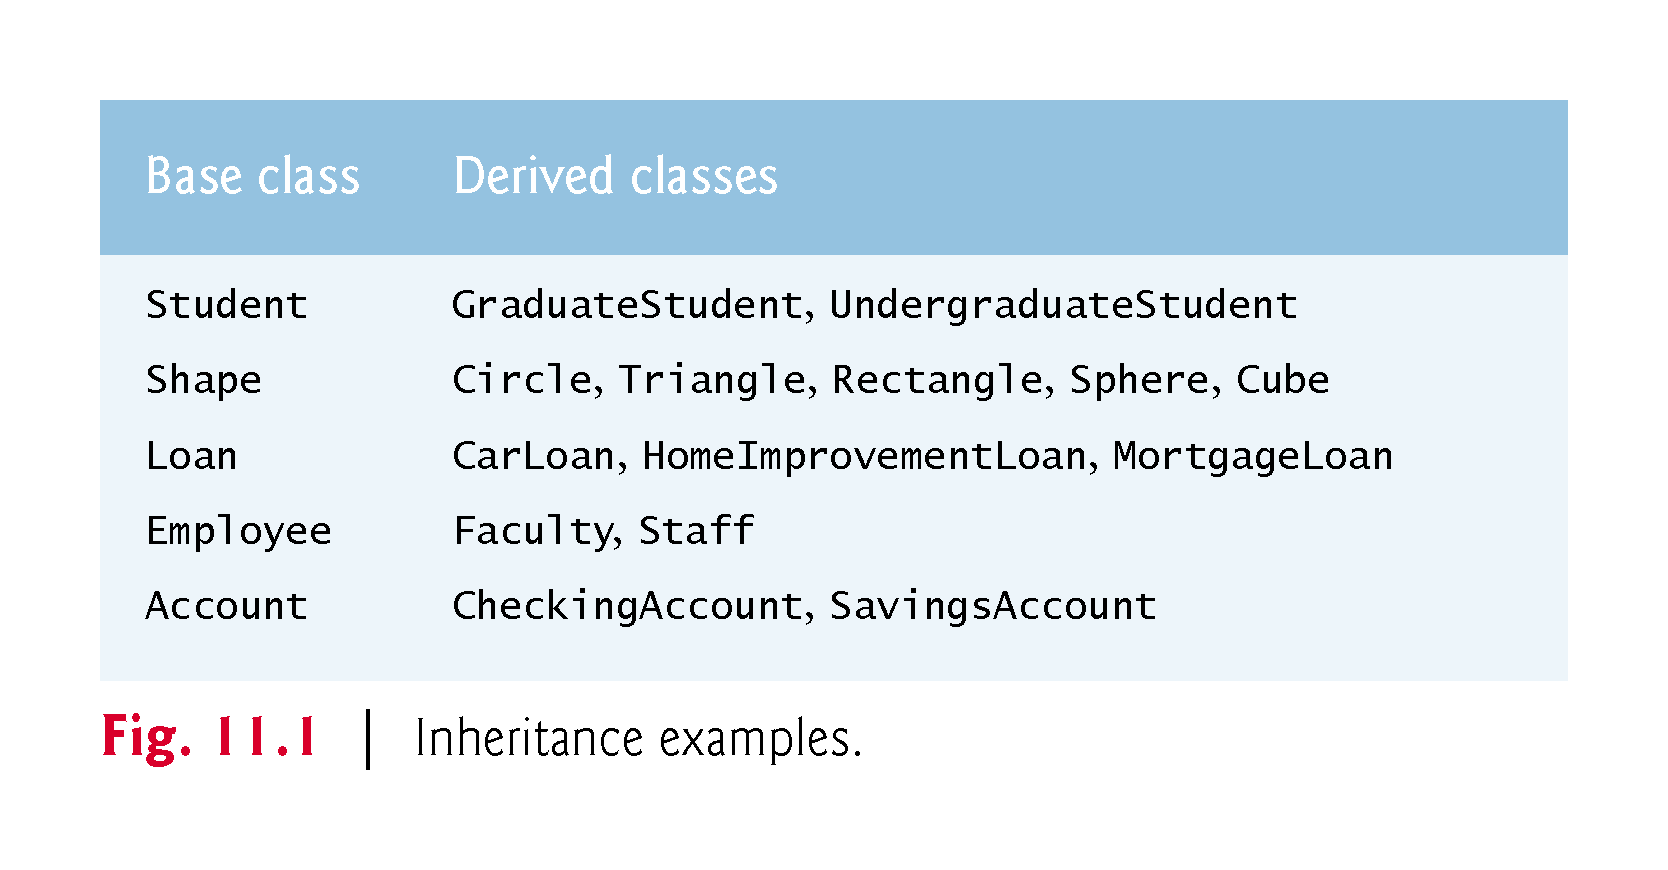 Base class Derived classes
Student GraduateStudent, UndergraduateStudent
Shape Circle, Triangle, Rectangle, Sphere, Cube
Loan CarLoan, HomeImprovementLoan, MortgageLoan
Employee Faculty, Staff
Account CheckingAccount, SavingsAccount
Fig. 11.1 | Inheritance examples.